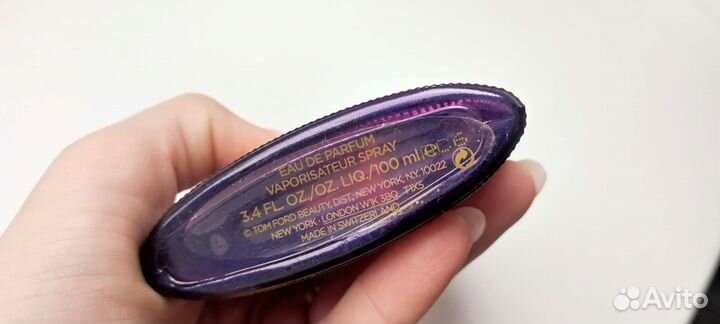 EAU DE PARFUM
VAPORISATEUR SPRAY
3.4 FL. OZ/OZ. LIQ./100 ml e
© TOM FORD BEAUTY, DIST., NEW YORK, N.Y. 10022
NEW YORK · LONDON W1K 3BQ T1X5
MADE IN SWITZERLAND
Avito